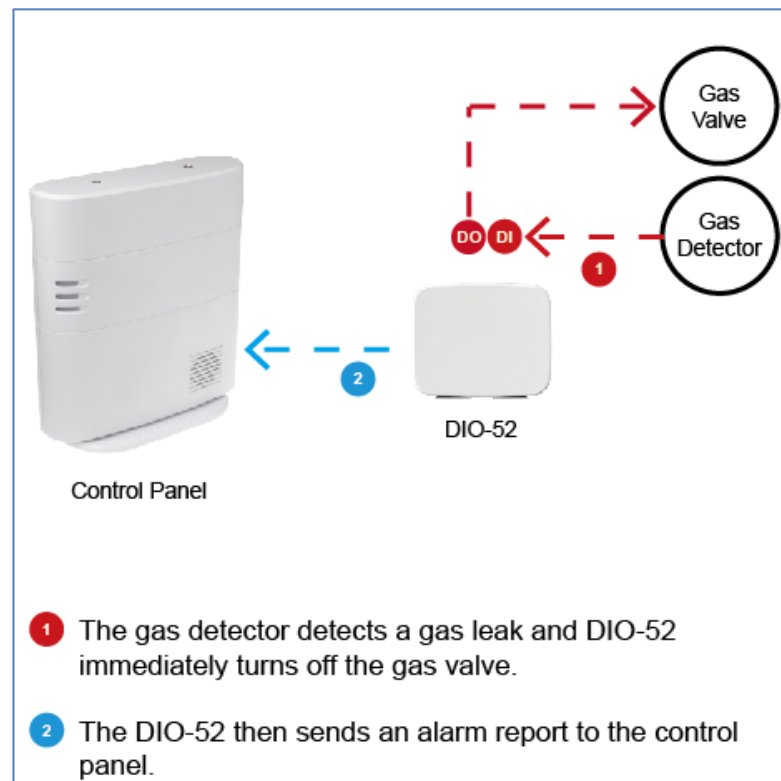 Gas
Valve
DO DI
Gas
Detector
1
2
DIO-52
Control Panel
1 The gas detector detects a gas leak and DIO-52
immediately turns off the gas valve.
2 The DIO-52 then sends an alarm report to the control
panel.